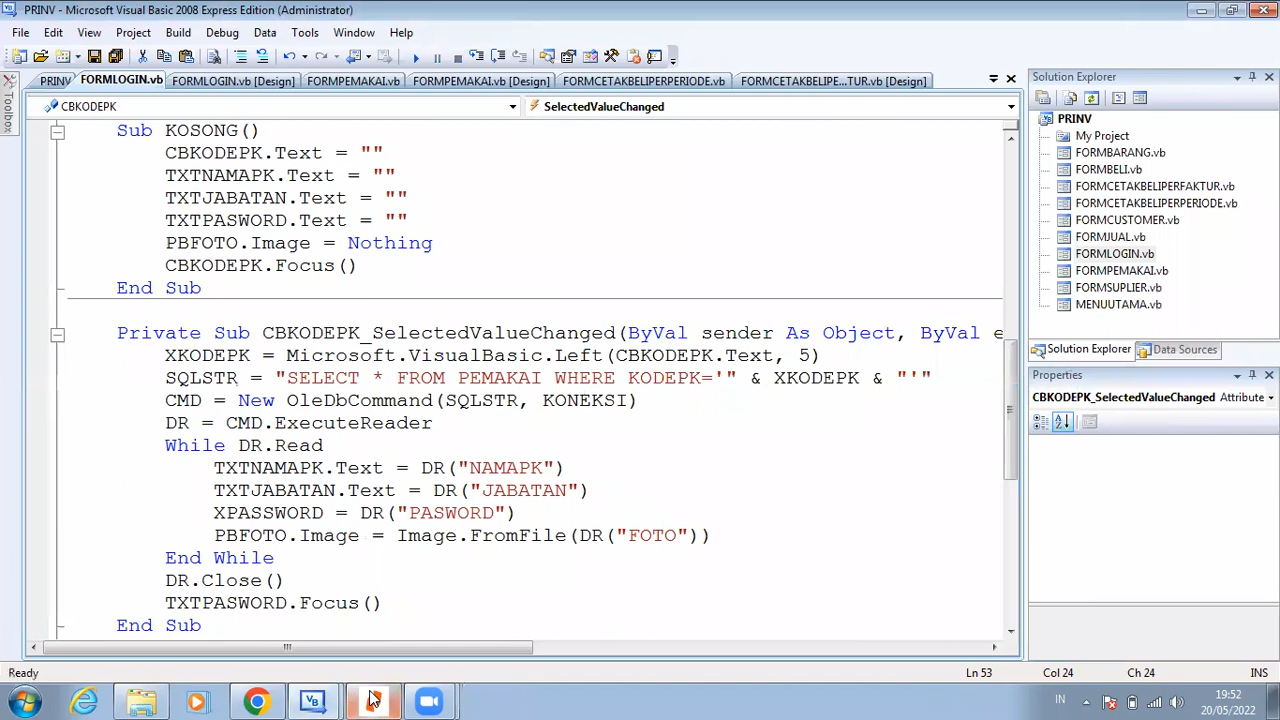 PRINV - Microsoft Visual Basic 2008 Express Edition (Administrator)
File Edit View Project Build Debug Data Tools Window Help
PRINV FORMLOGIN.vb FORMLOGIN.vb [Design] FORMPEMAKAI.vb FORMPEMAKAI.vb [Design] FORMCETAKBELIPERPERIODE.vb FORMCETAKBELIPE...TUR.vb [Design]
Toolbox
CBKODEPK SelectedValueChanged
Sub KOSONG()
CBKODEPK.Text = ""
TXTNAMAPK.Text = ""
TXTJABATAN.Text = ""
TXTPASWORD.Text = ""
PBFOTO.Image = Nothing
CBKODEPK.Focus()
End Sub
Private Sub CBKODEPK_SelectedValueChanged(ByVal sender As Object, ByVal e
XKODEPK = Microsoft.VisualBasic.Left(CBKODEPK.Text, 5)
SQLSTR = "SELECT * FROM PEMAKAI WHERE KODEPK='" & XKODEPK & "'"
CMD = New OleDbCommand(SQLSTR, KONEKSI)
DR = CMD.ExecuteReader
While DR.Read
TXTNAMAPK.Text = DR("NAMAPK")
TXTJABATAN.Text = DR("JABATAN")
XPASSWORD = DR("PASWORD")
PBFOTO.Image = Image.FromFile(DR("FOTO"))
End While
DR.Close()
TXTPASWORD.Focus()
End Sub
Solution Explorer
PRINV
My Project
FORMBARANG.vb
FORMBELI.vb
FORMCETAKBELIPERFAKTUR.vb
FORMCETAKBELIPERPERIODE.vb
FORMCUSTOMER.vb
FORMJUAL.vb
FORMLOGIN.vb
FORMPEMAKAI.vb
FORMSUPLIER.vb
MENUUTAMA.vb
Solution Explorer Data Sources
Properties
CBKODEPK_SelectedValueChanged Attribute
Ready Ln 53 Col 24 Ch 24 INS
IN 19:52
20/05/2022